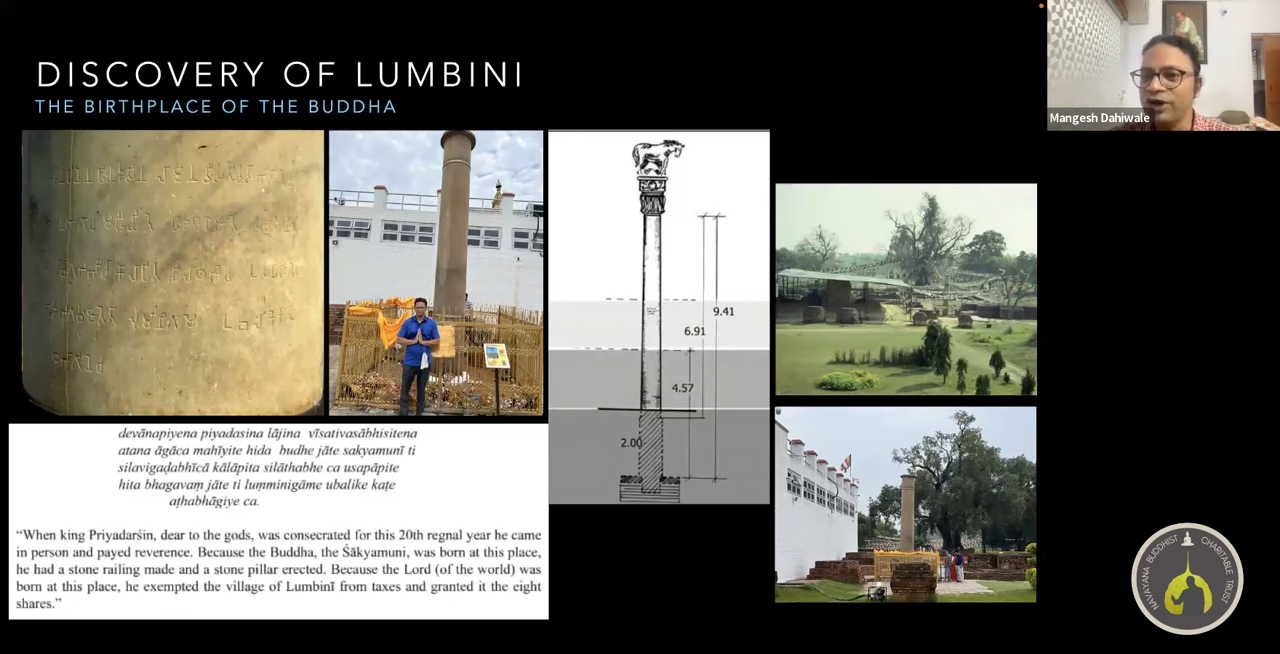 DISCOVERY OF LUMBINI
THE BIRTHPLACE OF THE BUDDHA
Mangesh Dahiwale
9.41
6.91
4.57
2.00
devānapiyena piyadasina lājina vīsativasābhisitena
atana āgāca mahīyite hida budhe jāte sakyamunī ti
silavigaḍabhīcā kālāpita silāthabhe ca usapāpite
hita bhagavaṃ jāte ti luṃminigāme ubalike kaṭe
aṭhabhāgiye ca.
“When king Priyadarśin, dear to the gods, was consecrated for this 20th regnal year he came
in person and payed reverence. Because the Buddha, the Śākyamuni, was born at this place,
he had a stone railing made and a stone pillar erected. Because the Lord (of the world) was
born at this place, he exempted the village of Lumbinī from taxes and granted it the eight
shares.”
NAVAYANA BUDDHIST CHARITABLE TRUST